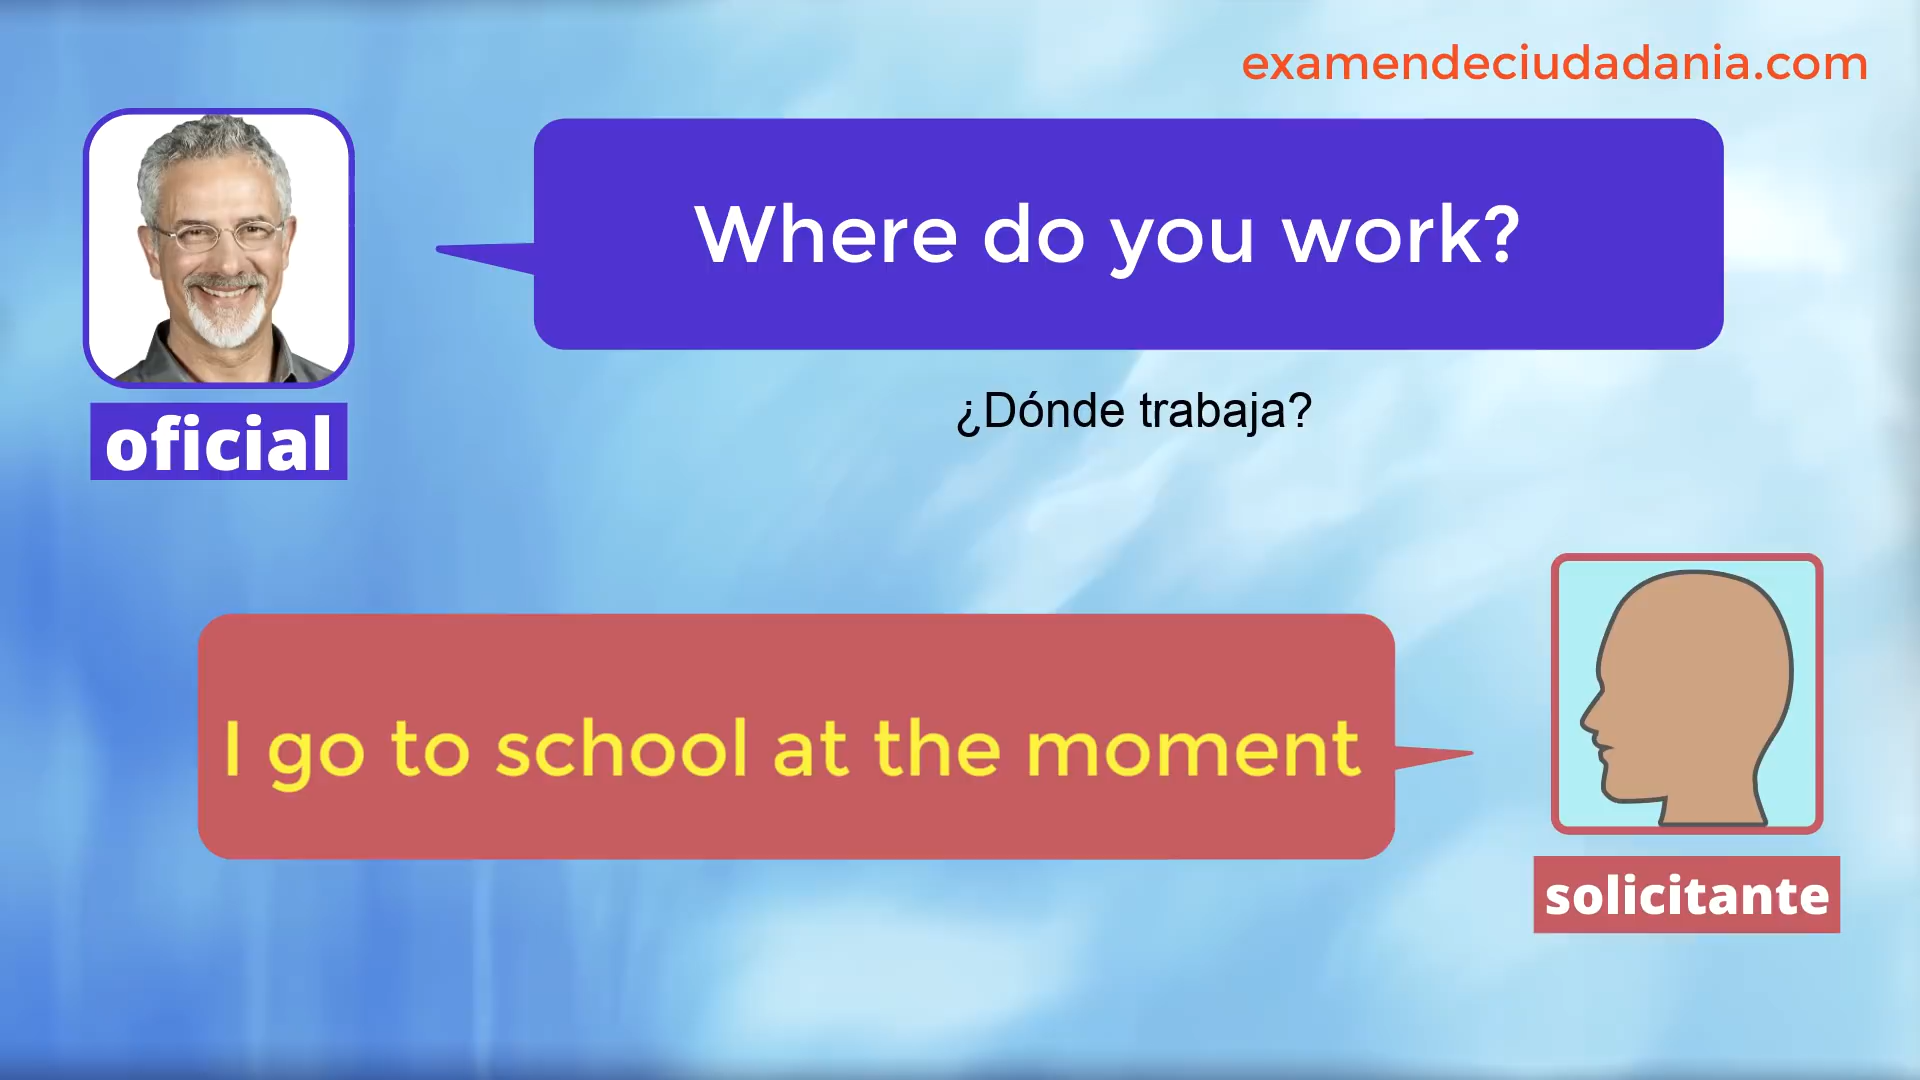 examendeciudadania.com
Where do you work?
¿Dónde trabaja?
oficial
I go to school at the moment
solicitante